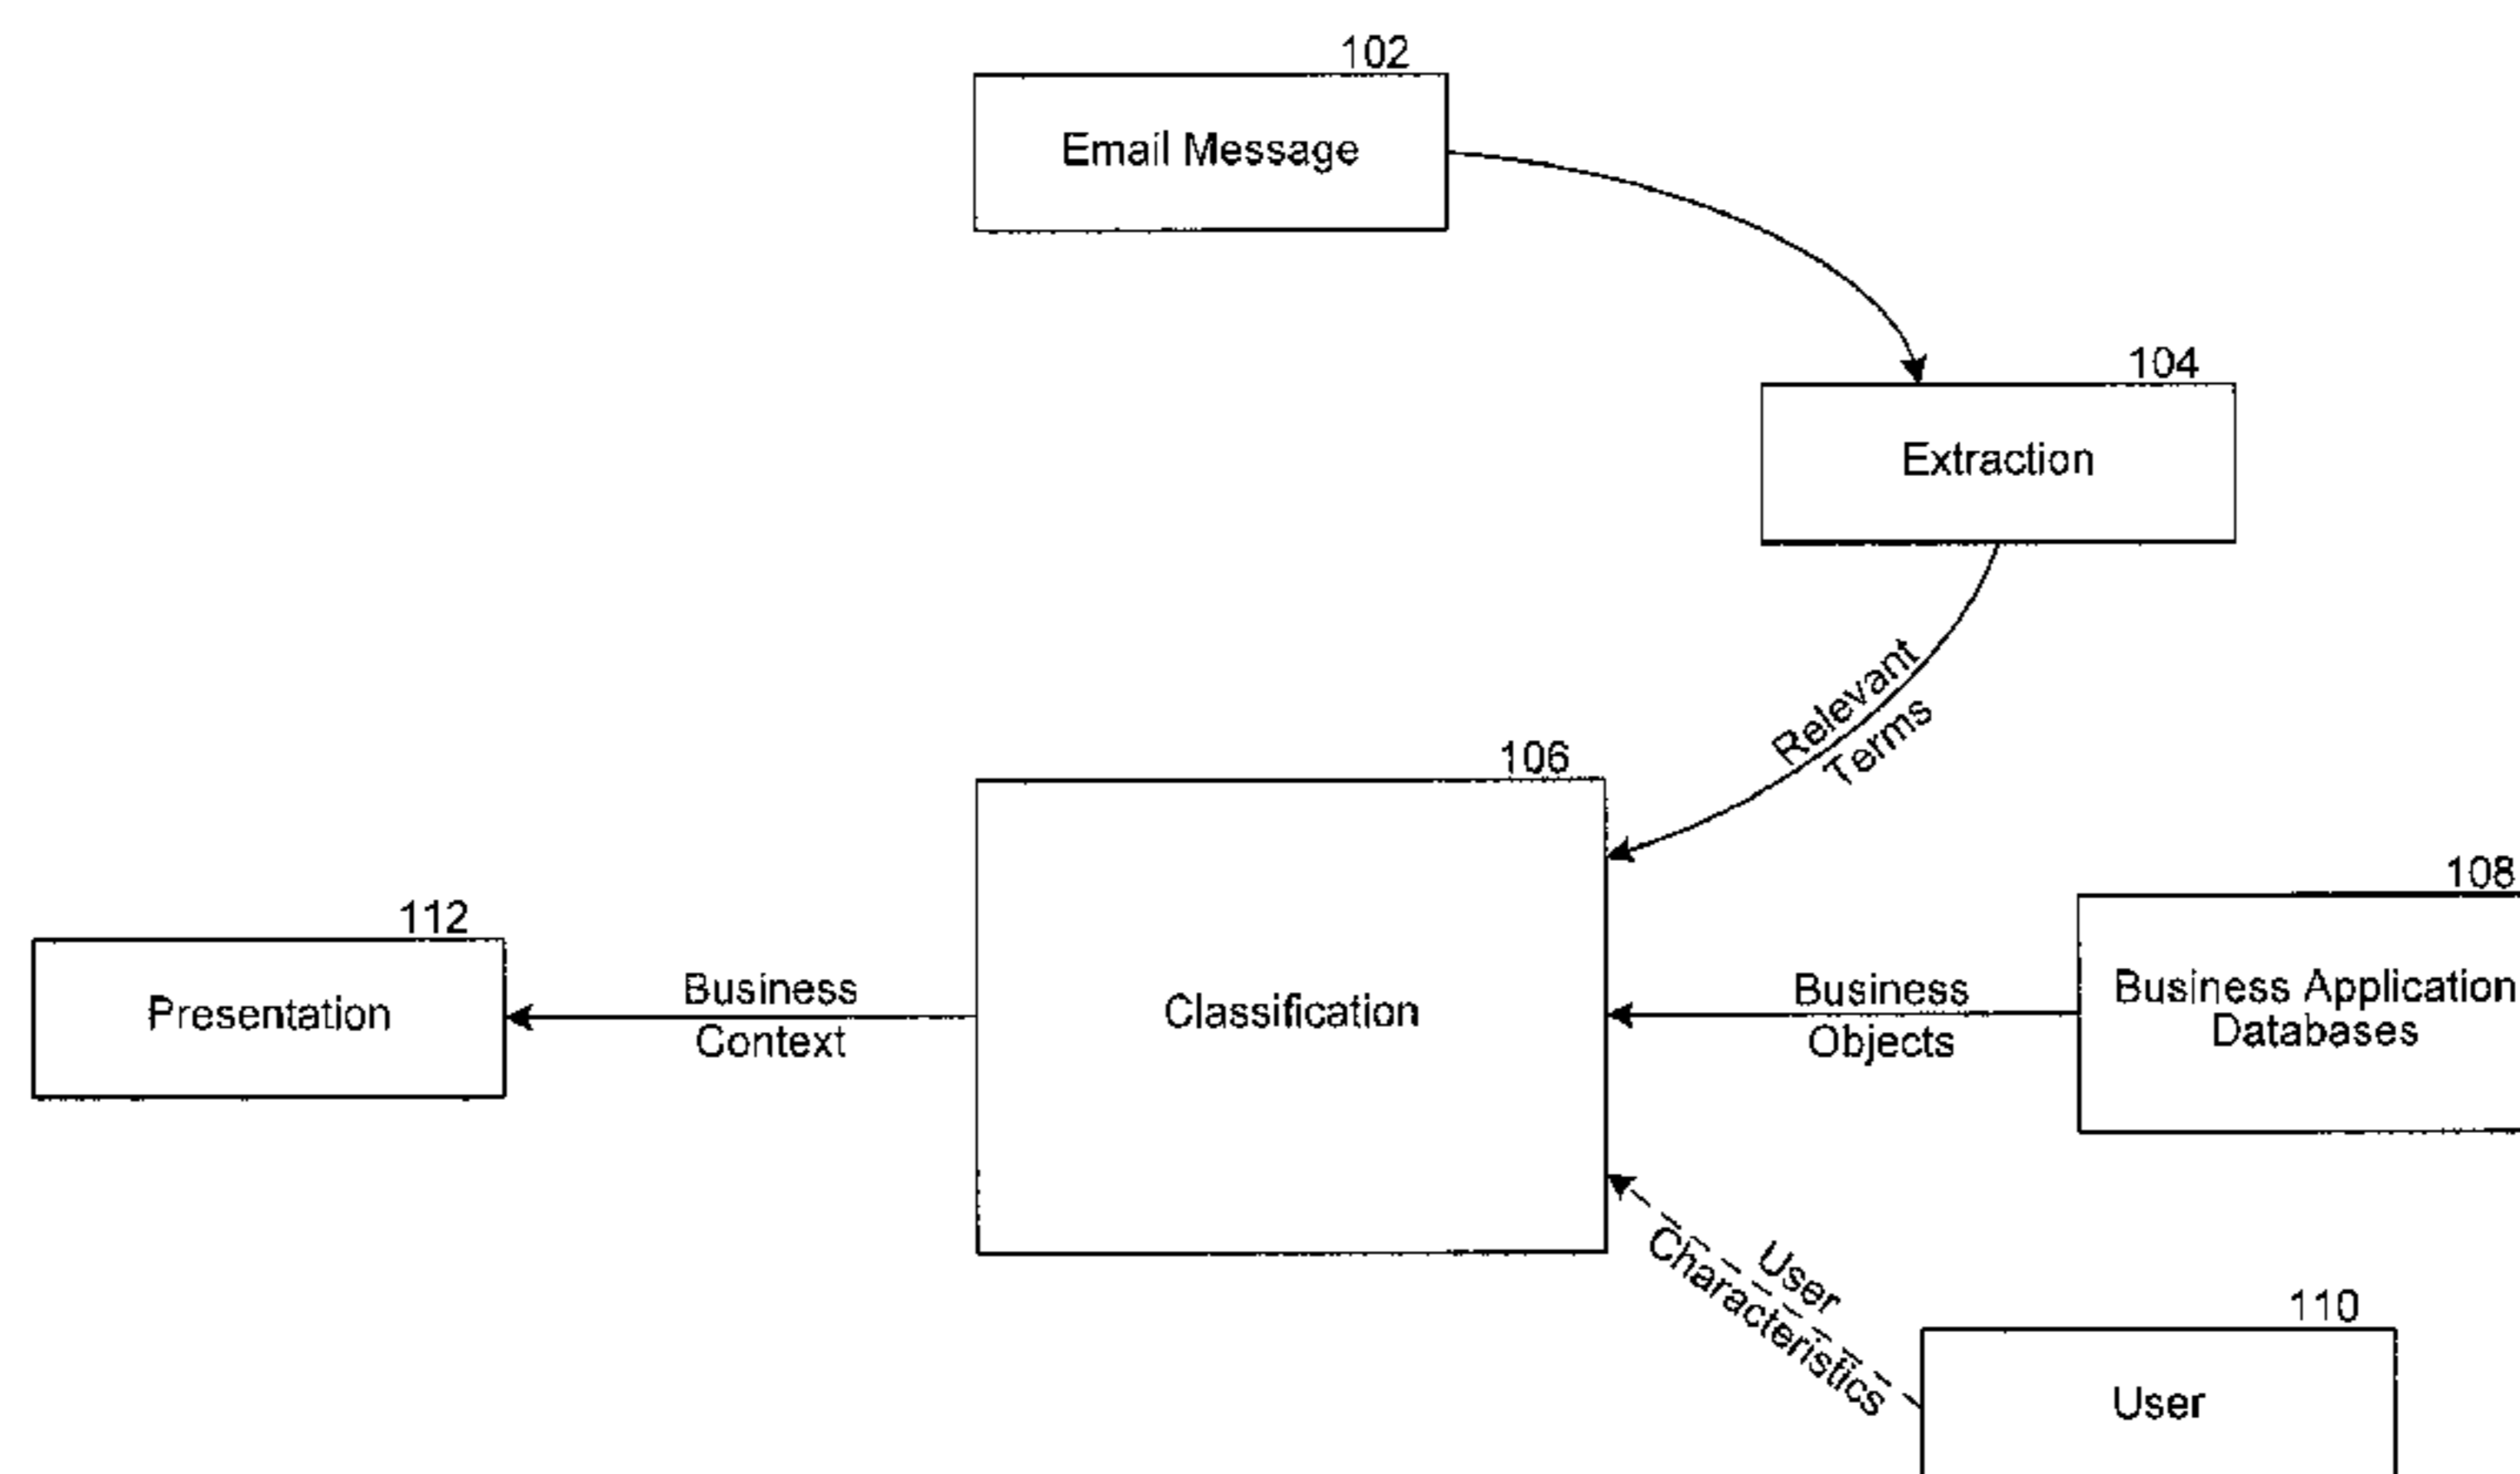 102
Email Message
104
Extraction
Relevant
Terms
106
Classification
108
Business Application
Databases
Business
Objects
112
Presentation
Business
Context
User
Characteristics
110
User